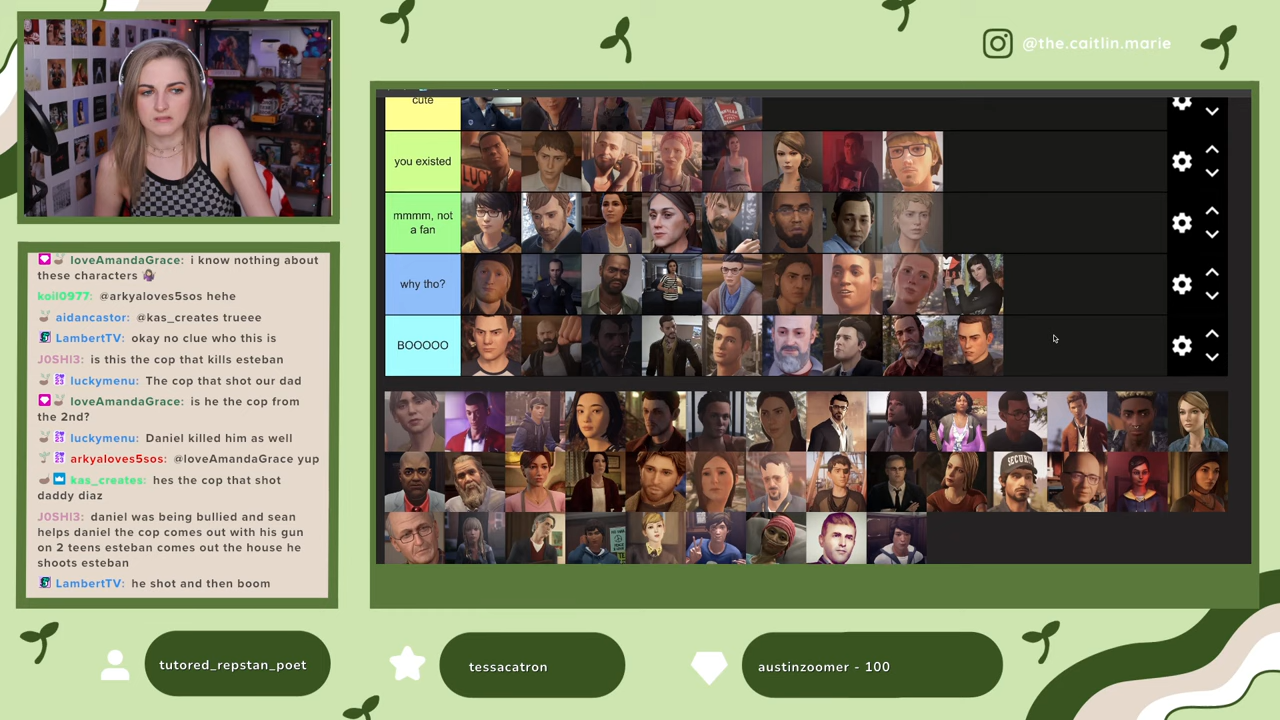 @the.caitlin.marie
cute
you existed
mmmm, not
a fan
why tho?
BOOOOO
SECURITY
loveAmandaGrace: i know nothing about
these characters 🤷🏽‍♀️
koil0977: @arkyaloves5sos hehe
aidancastor: @kas_creates trueee
LambertTV: okay no clue who this is
J0SHI3: is this the cop that kills esteban
luckymenu: The cop that shot our dad
loveAmandaGrace: is he the cop from
the 2nd?
luckymenu: Daniel killed him as well
arkyaloves5sos: @loveAmandaGrace yup
kas_creates: hes the cop that shot
daddy diaz
J0SHI3: daniel was being bullied and sean
helps daniel the cop comes out with his gun
on 2 teens esteban comes out the house he
shoots esteban
LambertTV: he shot and then boom
tutored_repstan_poet
tessacatron
austinzoomer - 100